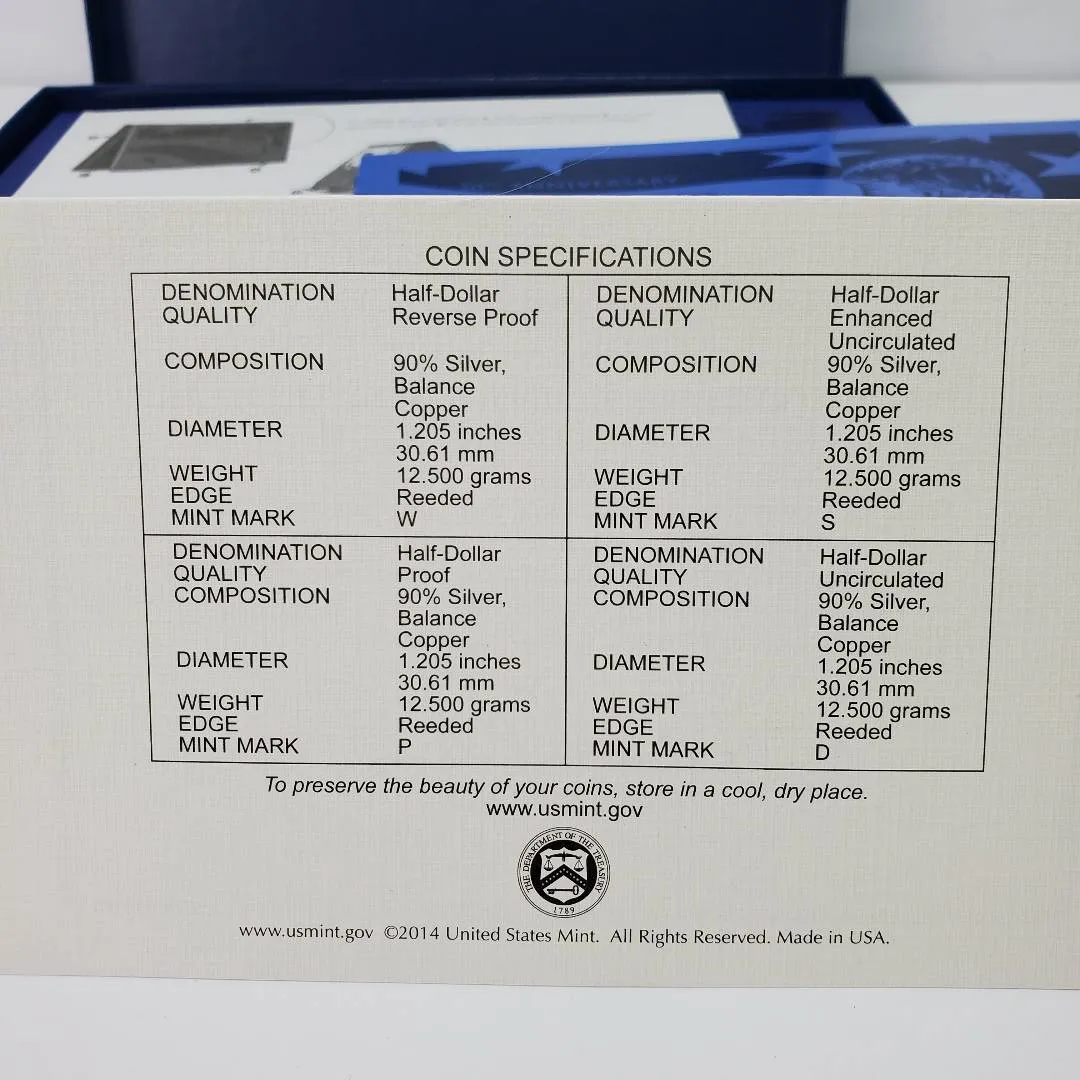 50TH ANNIVERSARY
COIN SPECIFICATIONS
DENOMINATION Half-Dollar
QUALITY Reverse Proof
COMPOSITION 90% Silver,
Balance
Copper
DIAMETER 1.205 inches
30.61 mm
WEIGHT 12.500 grams
EDGE Reeded
MINT MARK W
DENOMINATION Half-Dollar
QUALITY Enhanced
Uncirculated
COMPOSITION 90% Silver,
Balance
Copper
DIAMETER 1.205 inches
30.61 mm
WEIGHT 12.500 grams
EDGE Reeded
MINT MARK S
DENOMINATION Half-Dollar
QUALITY Proof
COMPOSITION 90% Silver,
Balance
Copper
DIAMETER 1.205 inches
30.61 mm
WEIGHT 12.500 grams
EDGE Reeded
MINT MARK P
DENOMINATION Half-Dollar
QUALITY Uncirculated
COMPOSITION 90% Silver,
Balance
Copper
DIAMETER 1.205 inches
30.61 mm
WEIGHT 12.500 grams
EDGE Reeded
MINT MARK D
To preserve the beauty of your coins, store in a cool, dry place.
www.usmint.gov
THE DEPARTMENT OF THE TREASURY
1789
www.usmint.gov ©2014 United States Mint. All Rights Reserved. Made in USA.